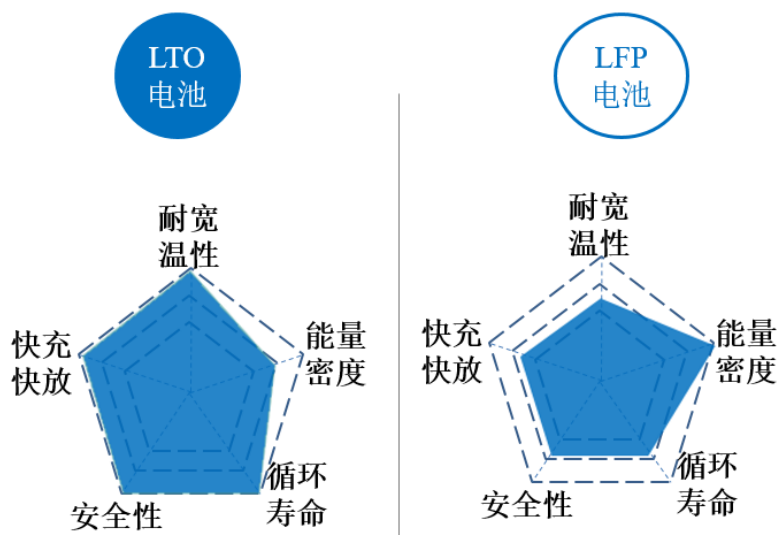 LTO
电池
LFP
电池
耐宽
温性
能量
密度
循环
寿命
安全性
快充
快放
耐宽
温性
能量
密度
循环
寿命
安全性
快充
快放